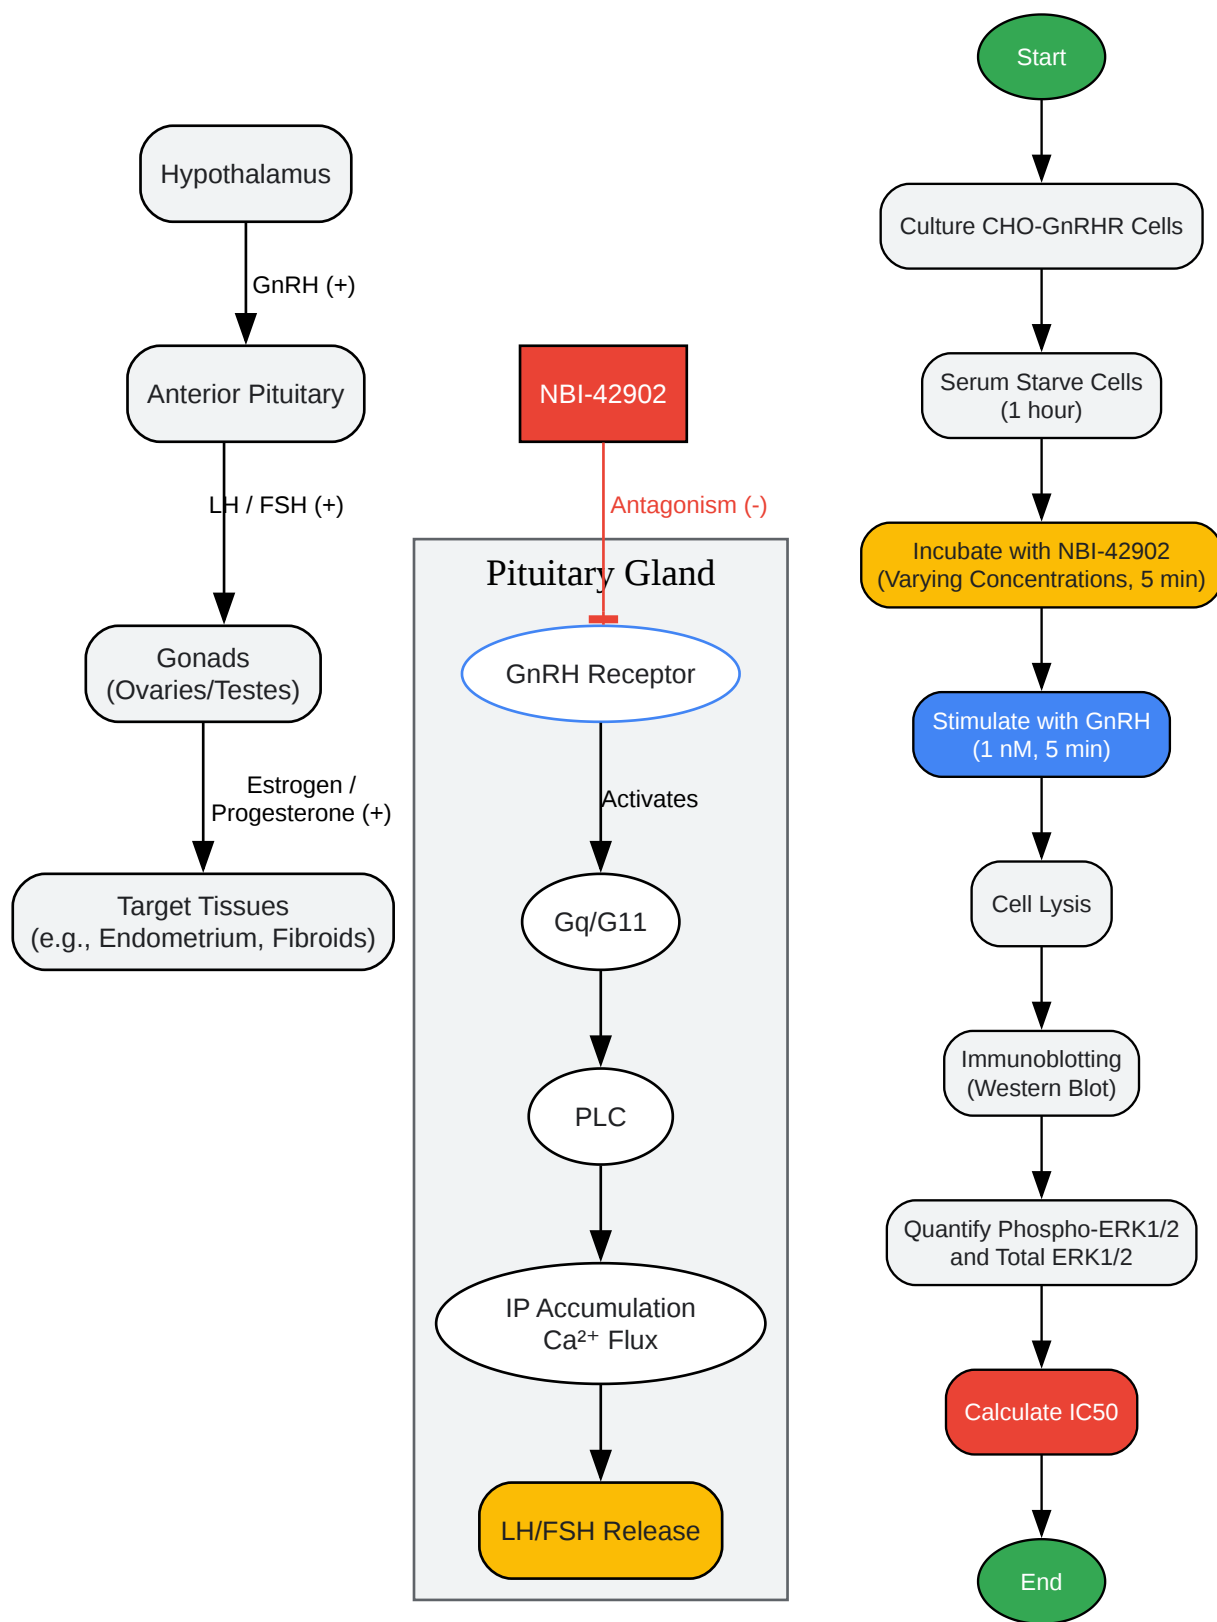 Hypothalamus
GnRH (+)
Anterior Pituitary
LH / FSH (+)
Gonads
(Ovaries/Testes)
Estrogen /
Progesterone (+)
Target Tissues
(e.g., Endometrium, Fibroids)
NBI-42902
Antagonism (-)
Pituitary Gland
GnRH Receptor
Activates
Gq/G11
PLC
IP Accumulation
Ca²⁺ Flux
LH/FSH Release
Start
Culture CHO-GnRHR Cells
Serum Starve Cells
(1 hour)
Incubate with NBI-42902
(Varying Concentrations, 5 min)
Stimulate with GnRH
(1 nM, 5 min)
Cell Lysis
Immunoblotting
(Western Blot)
Quantify Phospho-ERK1/2
and Total ERK1/2
Calculate IC50
End